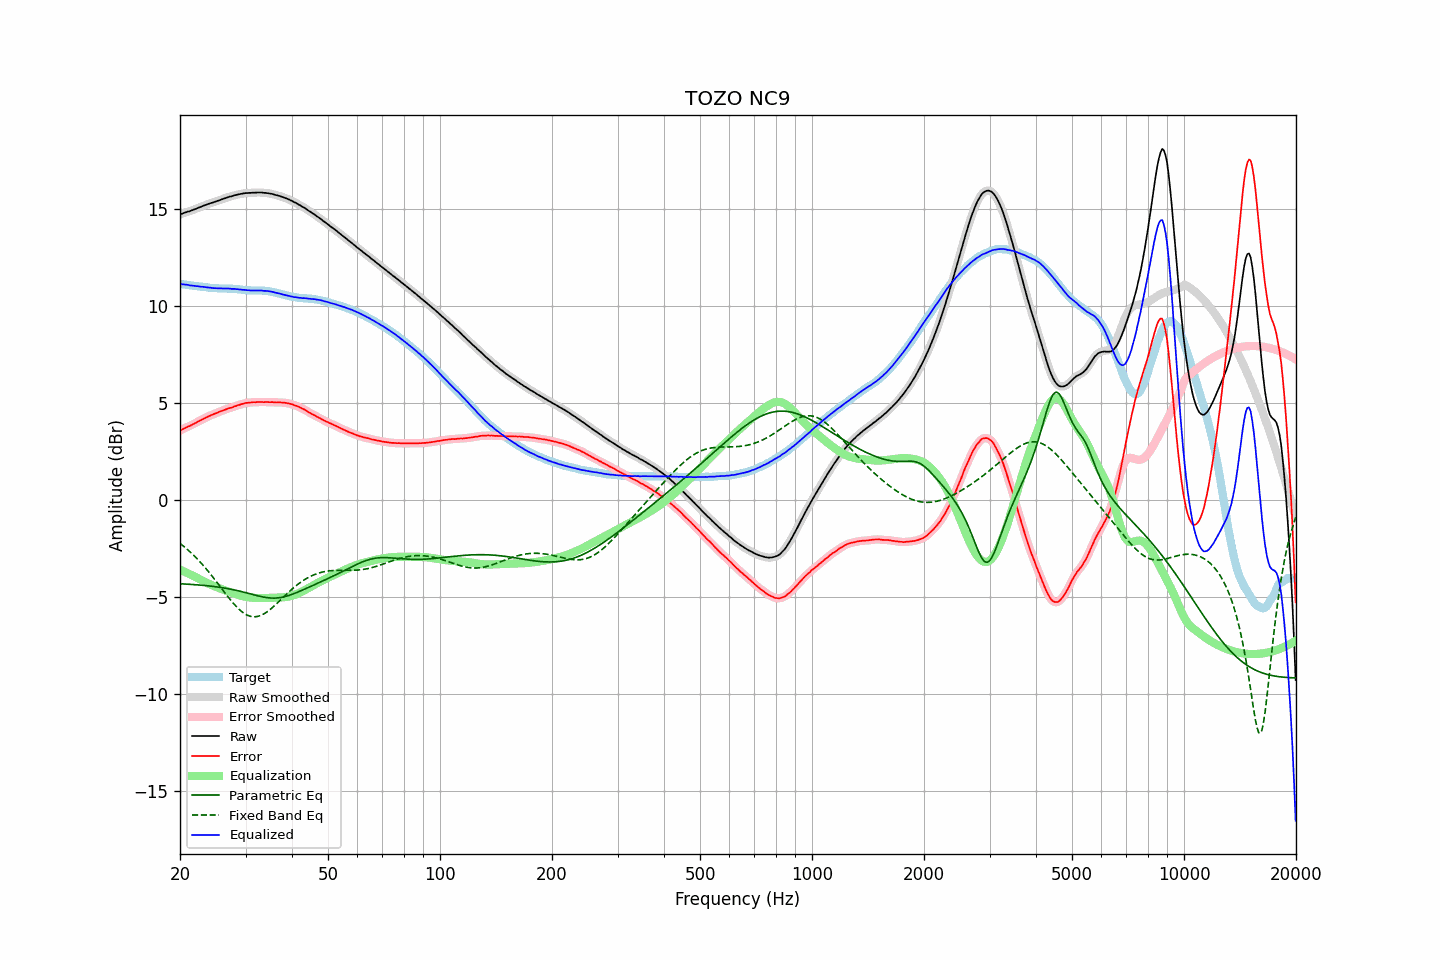 TOZO NC9
Amplitude (dBr)
15
10
5
0
−5
−10
−15
Target
Raw Smoothed
Error Smoothed
Raw
Error
Equalization
Parametric Eq
Fixed Band Eq
Equalized
20 50 100 200 500 1000 2000 5000 10000 20000
Frequency (Hz)